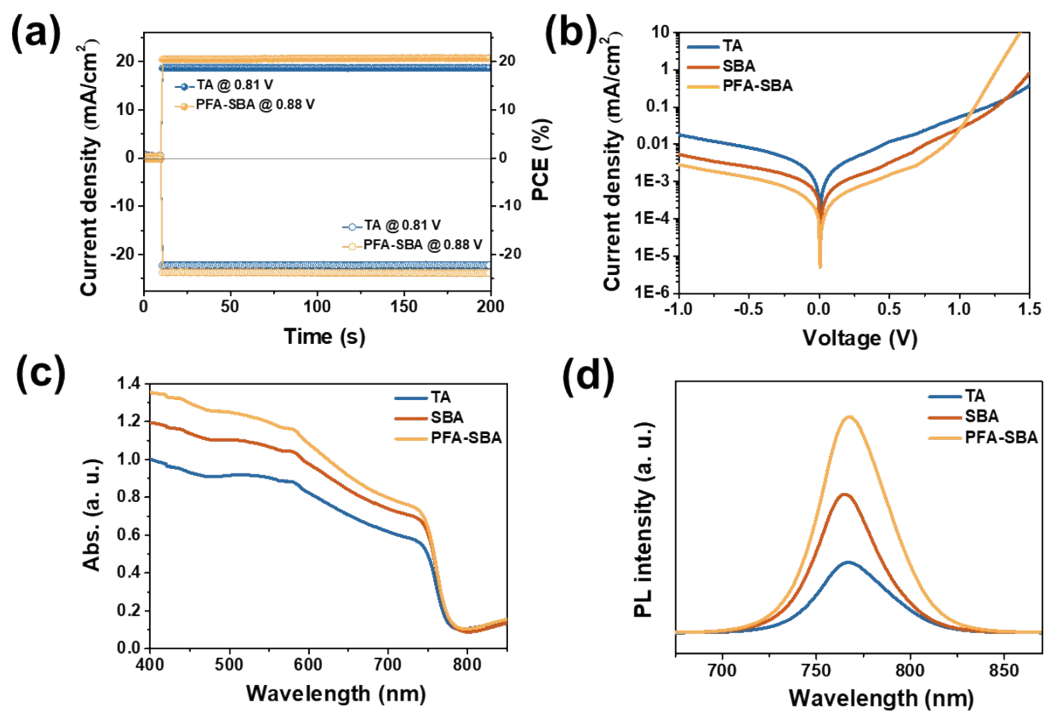 (a)
Current density (mA/cm²)
20
10
0
-10
-20
20
10
0
-10
-20
PCE (%)
TA @ 0.81 V
PFA-SBA @ 0.88 V
TA @ 0.81 V
PFA-SBA @ 0.88 V
0
50
100
150
200
Time (s)
(b)
Current density (mA/cm²)
10
1
0.1
0.01
1E-3
1E-4
1E-5
1E-6
TA
SBA
PFA-SBA
-1.0
-0.5
0.0
0.5
1.0
1.5
Voltage (V)
(c)
Abs. (a. u.)
1.4
1.2
1.0
0.8
0.6
0.4
0.2
0.0
TA
SBA
PFA-SBA
400
500
600
700
800
Wavelength (nm)
(d)
PL intensity (a. u.)
TA
SBA
PFA-SBA
700
750
800
850
Wavelength (nm)